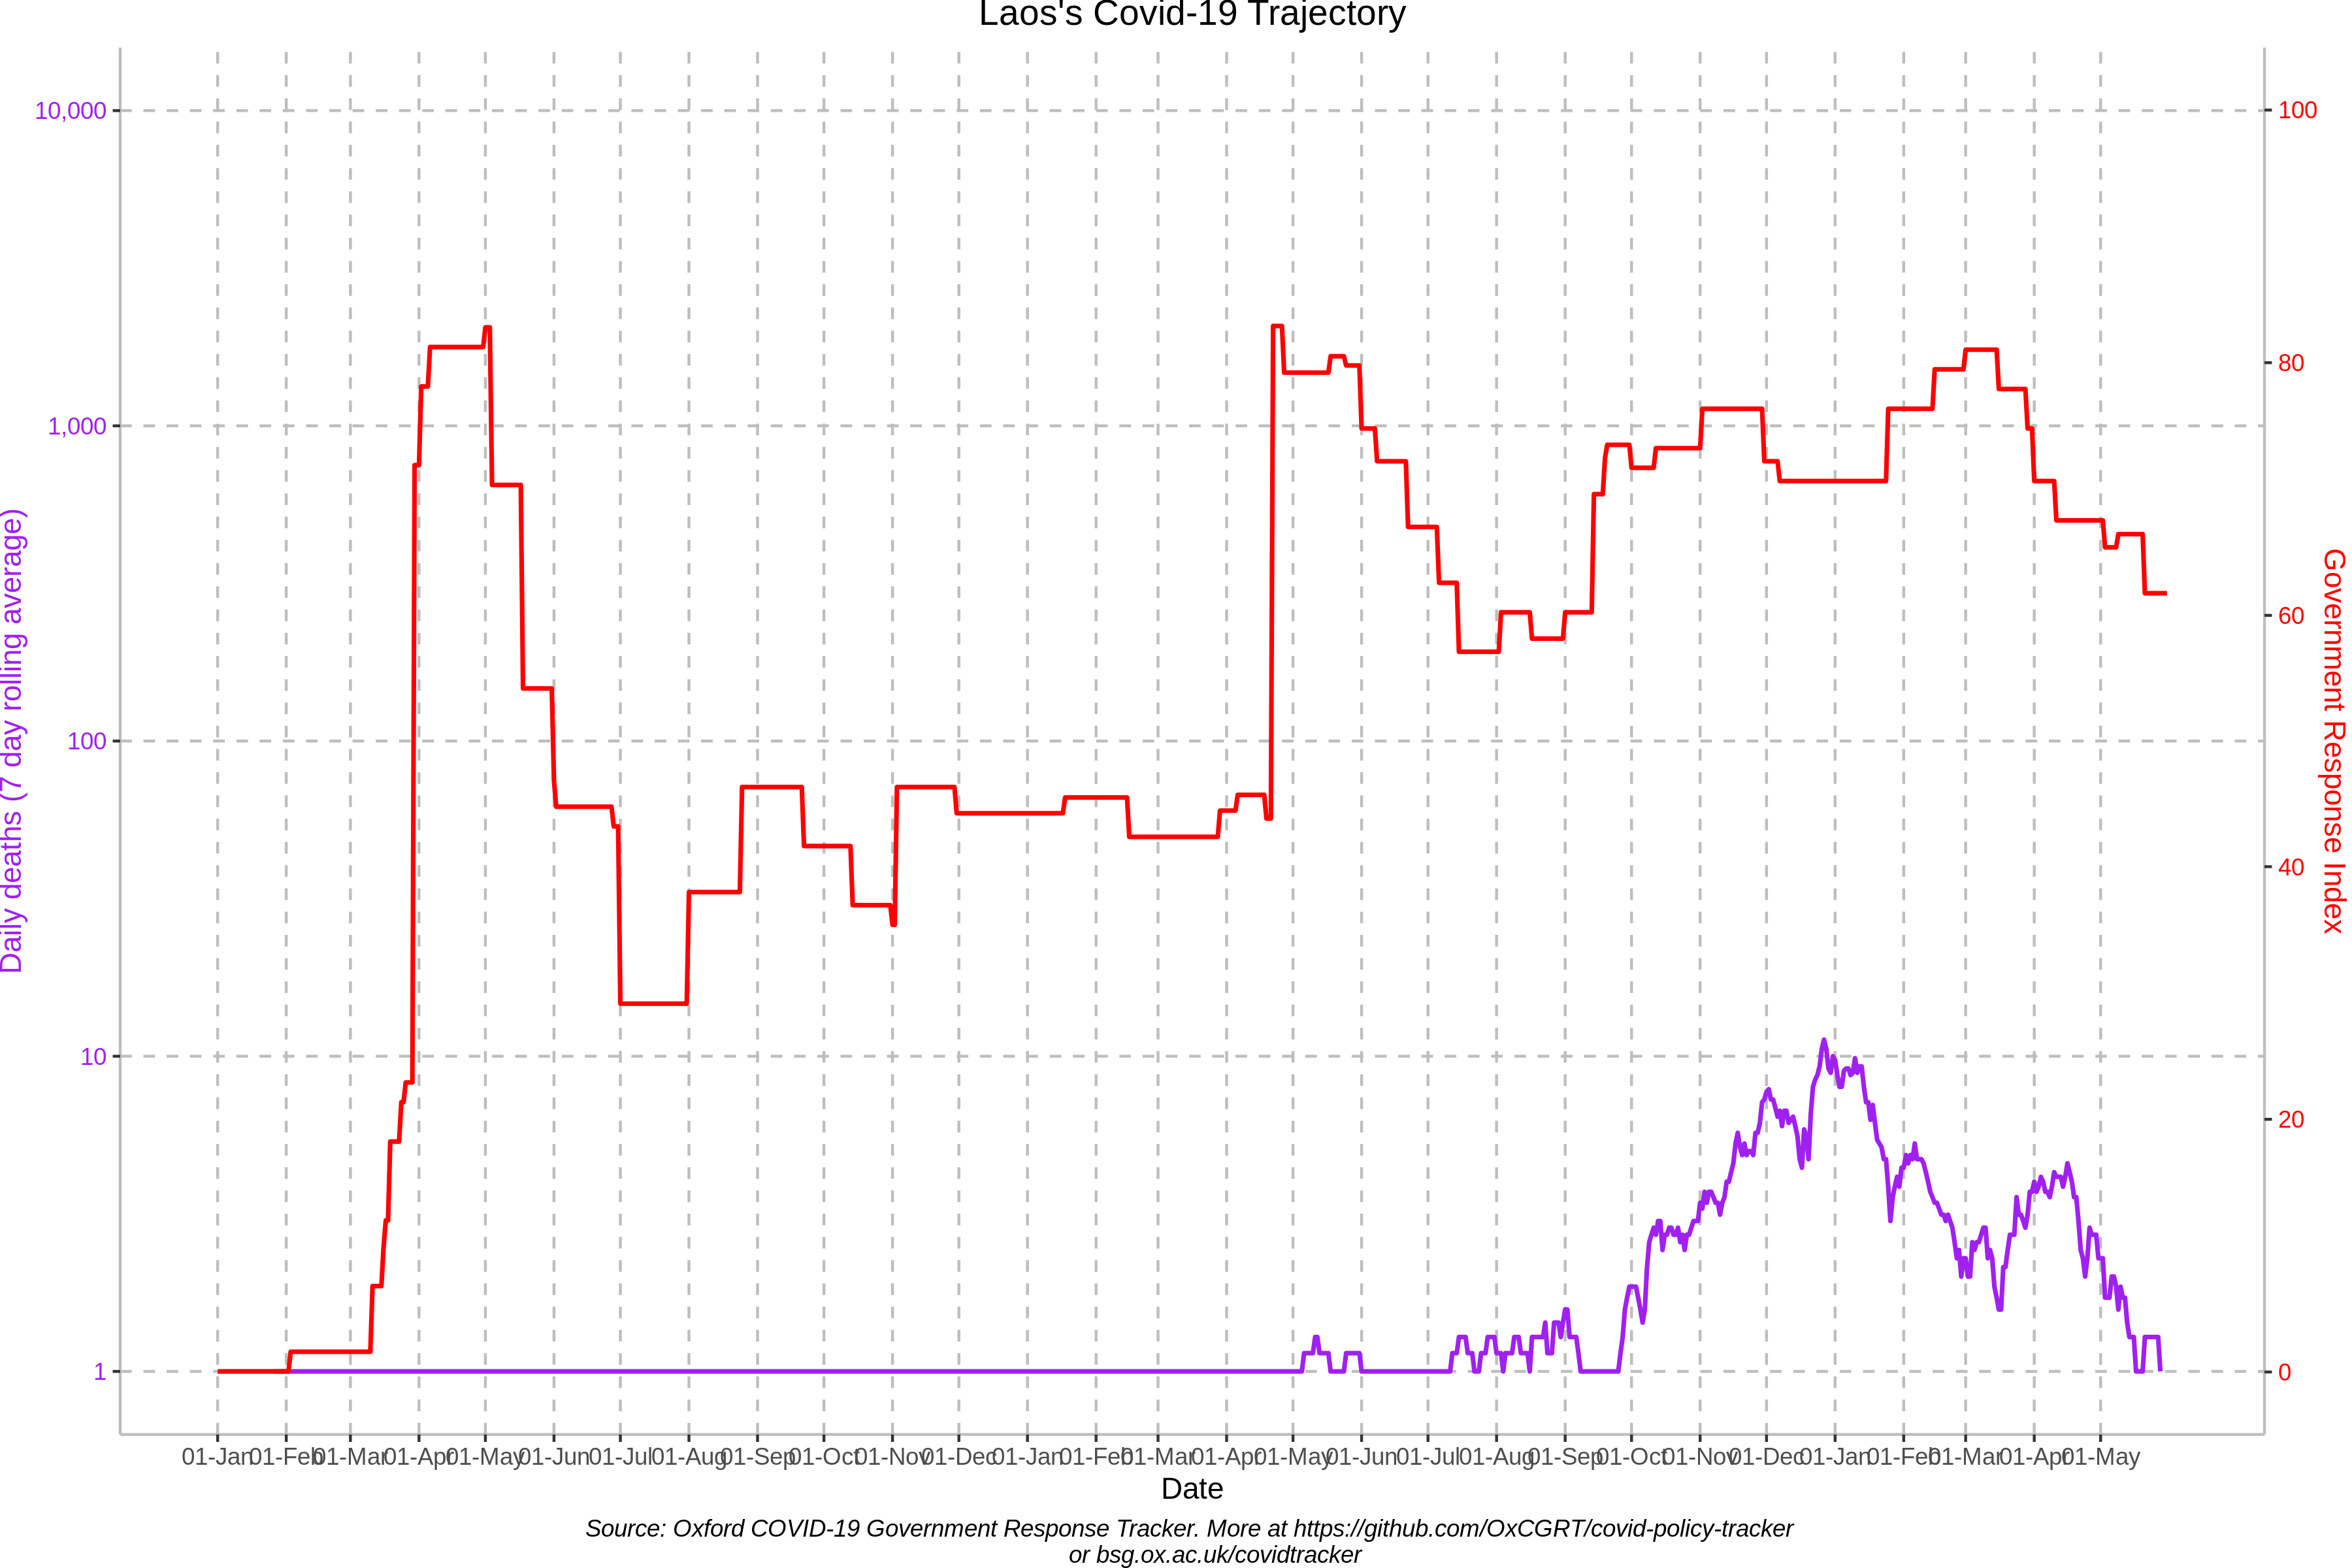 Laos's Covid-19 Trajectory
10,000
1,000
100
10
1
Daily deaths (7 day rolling average)
100
80
60
40
20
0
Government Response Index
01-Jan 01-Feb 01-Mar 01-Apr 01-May 01-Jun 01-Jul 01-Aug 01-Sep 01-Oct 01-Nov 01-Dec 01-Jan 01-Feb 01-Mar 01-Apr 01-May 01-Jun 01-Jul 01-Aug 01-Sep 01-Oct 01-Nov 01-Dec 01-Jan 01-Feb 01-Mar 01-Apr 01-May
Date
Source: Oxford COVID-19 Government Response Tracker. More at https://github.com/OxCGRT/covid-policy-tracker
or bsg.ox.ac.uk/covidtracker